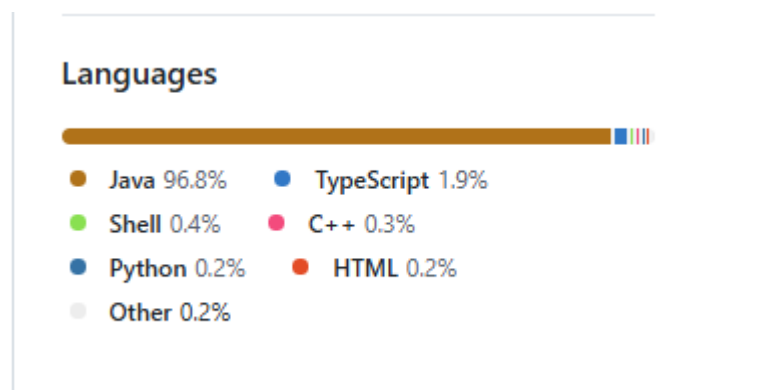 Languages
Java 96.8% TypeScript 1.9%
Shell 0.4% C++ 0.3%
Python 0.2% HTML 0.2%
Other 0.2%